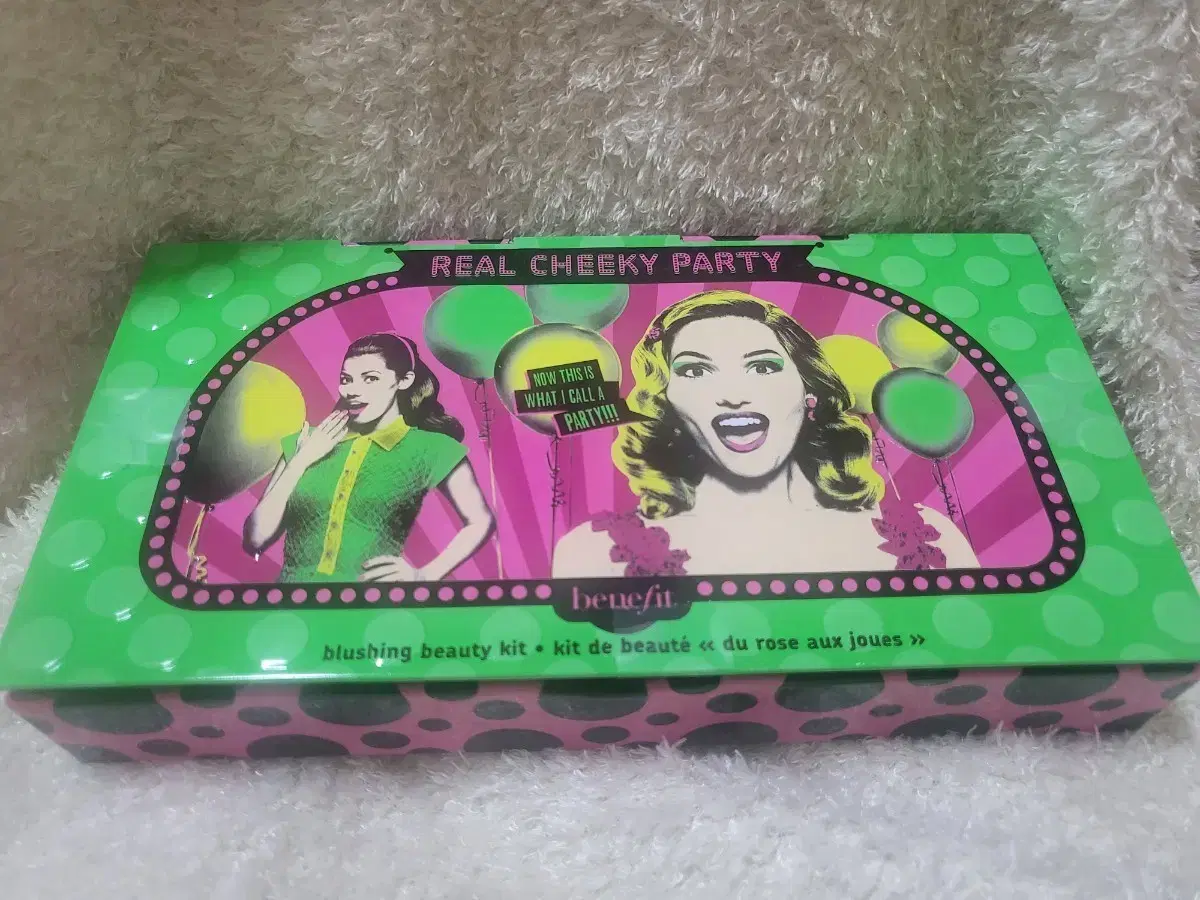 REAL CHEEKY PARTY
NOW THIS IS
WHAT I CALL A
PARTY!!!
benefit
blushing beauty kit • kit de beauté « du rose aux joues »